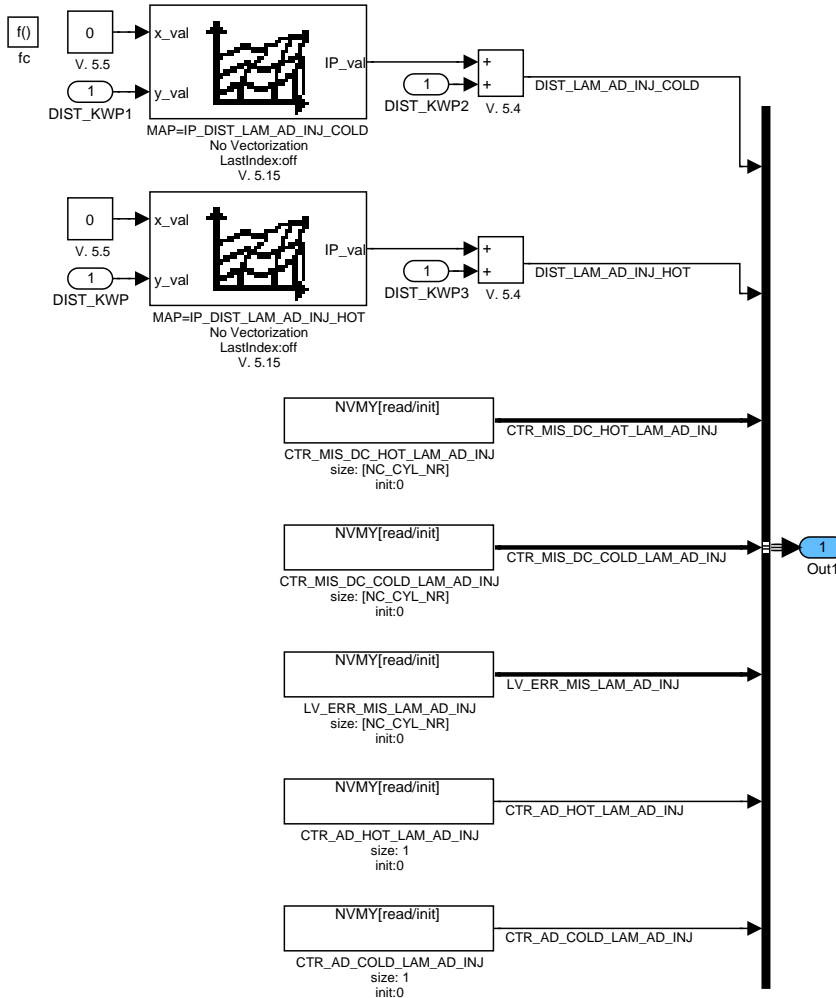 f()
fc
0
V. 5.5
1
DIST_KWP1
x_val
y_val
IP_val
MAP=IP_DIST_LAM_AD_INJ_COLD
No Vectorization
LastIndex:off
V. 5.15
1
DIST_KWP2
+
+
V. 5.4
DIST_LAM_AD_INJ_COLD
0
V. 5.5
1
DIST_KWP
x_val
y_val
IP_val
MAP=IP_DIST_LAM_AD_INJ_HOT
No Vectorization
LastIndex:off
V. 5.15
1
DIST_KWP3
+
+
V. 5.4
DIST_LAM_AD_INJ_HOT
NVMY[read/init]
CTR_MIS_DC_HOT_LAM_AD_INJ
size: [NC_CYL_NR]
init:0
CTR_MIS_DC_HOT_LAM_AD_INJ
NVMY[read/init]
CTR_MIS_DC_COLD_LAM_AD_INJ
size: [NC_CYL_NR]
init:0
CTR_MIS_DC_COLD_LAM_AD_INJ
1
Out1
NVMY[read/init]
LV_ERR_MIS_LAM_AD_INJ
size: [NC_CYL_NR]
init:0
LV_ERR_MIS_LAM_AD_INJ
NVMY[read/init]
CTR_AD_HOT_LAM_AD_INJ
size: 1
init:0
CTR_AD_HOT_LAM_AD_INJ
NVMY[read/init]
CTR_AD_COLD_LAM_AD_INJ
size: 1
init:0
CTR_AD_COLD_LAM_AD_INJ